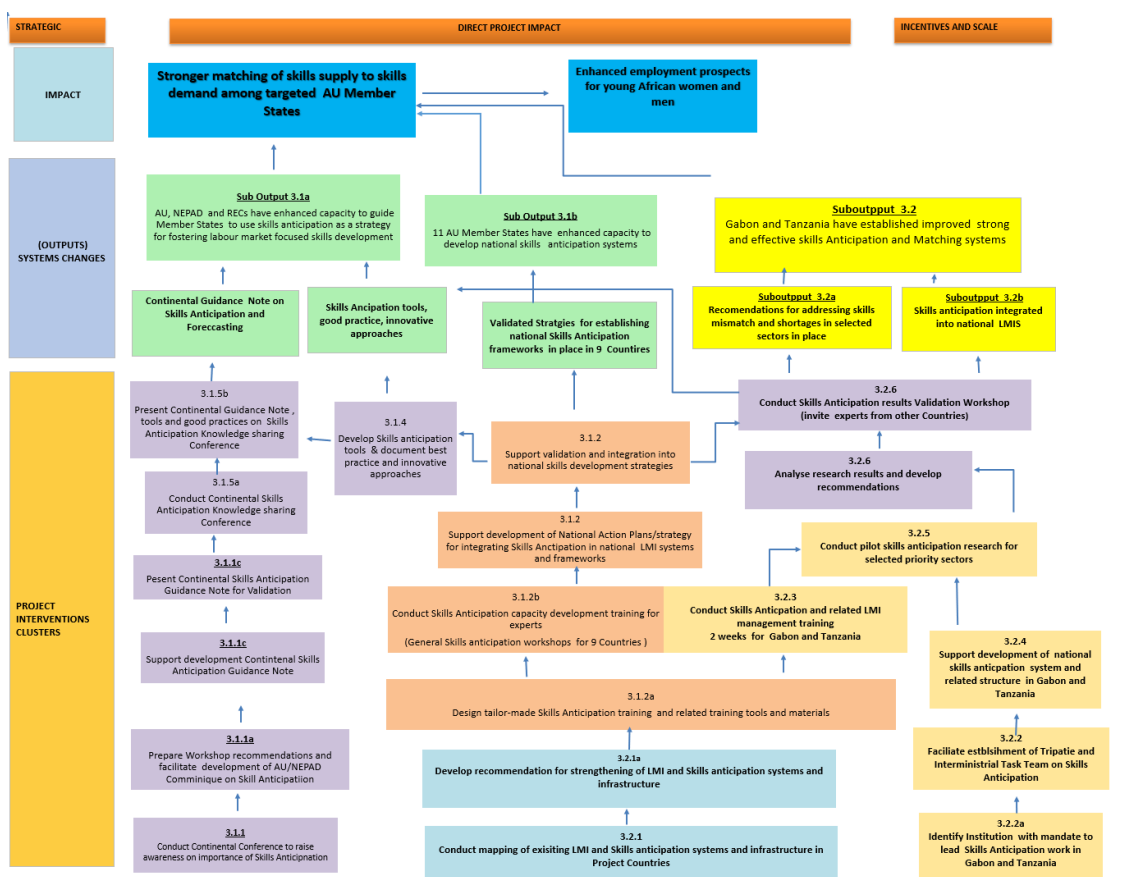 STRATEGIC
DIRECT PROJECT IMPACT
INCENTIVES AND SCALE
IMPACT
Stronger matching of skills supply to skills
demand among targeted AU Member
States
Enhanced employment prospects
for young African women and
men
(OUTPUTS)
SYSTEMS CHANGES
Sub Output 3.1a
AU, NEPAD and RECs have enhanced capacity to guide
Member States to use skills anticipation as a strategy
for fostering labour market focused skills development
Sub Output 3.1b
11 AU Member States have enhanced capacity to
develop national skills anticipation systems
Suboutpput 3.2
Gabon and Tanzania have established improved strong
and effective skills Anticipation and Matching systems
Continental Guidance Note on
Skills Anticipation and
Foreccasting
Skills Ancipation tools,
good practice, innovative
approaches
Validated Stratgies for establishing
national Skills Anticipation
frameworks in place in 9 Countires
Suboutpput 3.2a
Recomendations for addressing skills
mismatch and shortages in selected
sectors in place
Suboutpput 3.2b
Skills anticipation integrated
into national LMIS
PROJECT
INTERVENTIONS
CLUSTERS
3.1.5b
Present Continental Guidance Note ,
tools and good practices on Skills
Anticipation Knowledge sharing
Conference
3.1.4
Develop Skills anticipation
tools & document best
practice and innovative
approaches
3.1.2
Support validation and integration into
national skills development strategies
3.2.6
Conduct Skills Anticipation results Validation Workshop
(invite experts from other Countries)
3.2.6
Analyse research results and develop
recommendations
3.1.5a
Conduct Continental Skills
Anticipation Knowledge sharing
Conference
3.1.2
Support development of National Action Plans/strategy
for integrating Skills Anctipation in national LMI systems
and frameworks
3.2.5
Conduct pilot skills anticipation research for
selected priority sectors
3.1.1c
Pesent Continental Skills Anticipation
Guidance Note for Validation
3.1.2b
Conduct Skills Anticipation capacity development training for
experts
(General Skills anticipation workshops for 9 Countries )
3.2.3
Conduct Skills Anticpation and related LMI
management training
2 weeks for Gabon and Tanzania
3.1.1c
Support development Contintenal Skills
Anticipation Guidance Note
3.2.4
Support development of national
skills anticpation system and
related structure in Gabon and
Tanzania
3.1.2a
Design tailor-made Skills Anticipation training and related training tools and materials
3.1.1a
Prepare Workshop recommendations and
facilitate development of AU/NEPAD
Comminique on Skill Anticipatiion
3.2.1a
Develop recommendation for strengthening of LMI and Skills anticipation systems and
infrastructure
3.2.2
Faciliate estblsihment of Tripatie and
Interministrial Task Team on Skills
Anticipation
3.1.1
Conduct Continental Conference to raise
awareness on importance of Skills Anticipnation
3.2.1
Conduct mapping of exisiting LMI and Skills anticipation systems and infrastructure in
Project Countries
3.2.2a
Identify Institution with mandate to
lead Skills Anticipation work in
Gabon and Tanzania